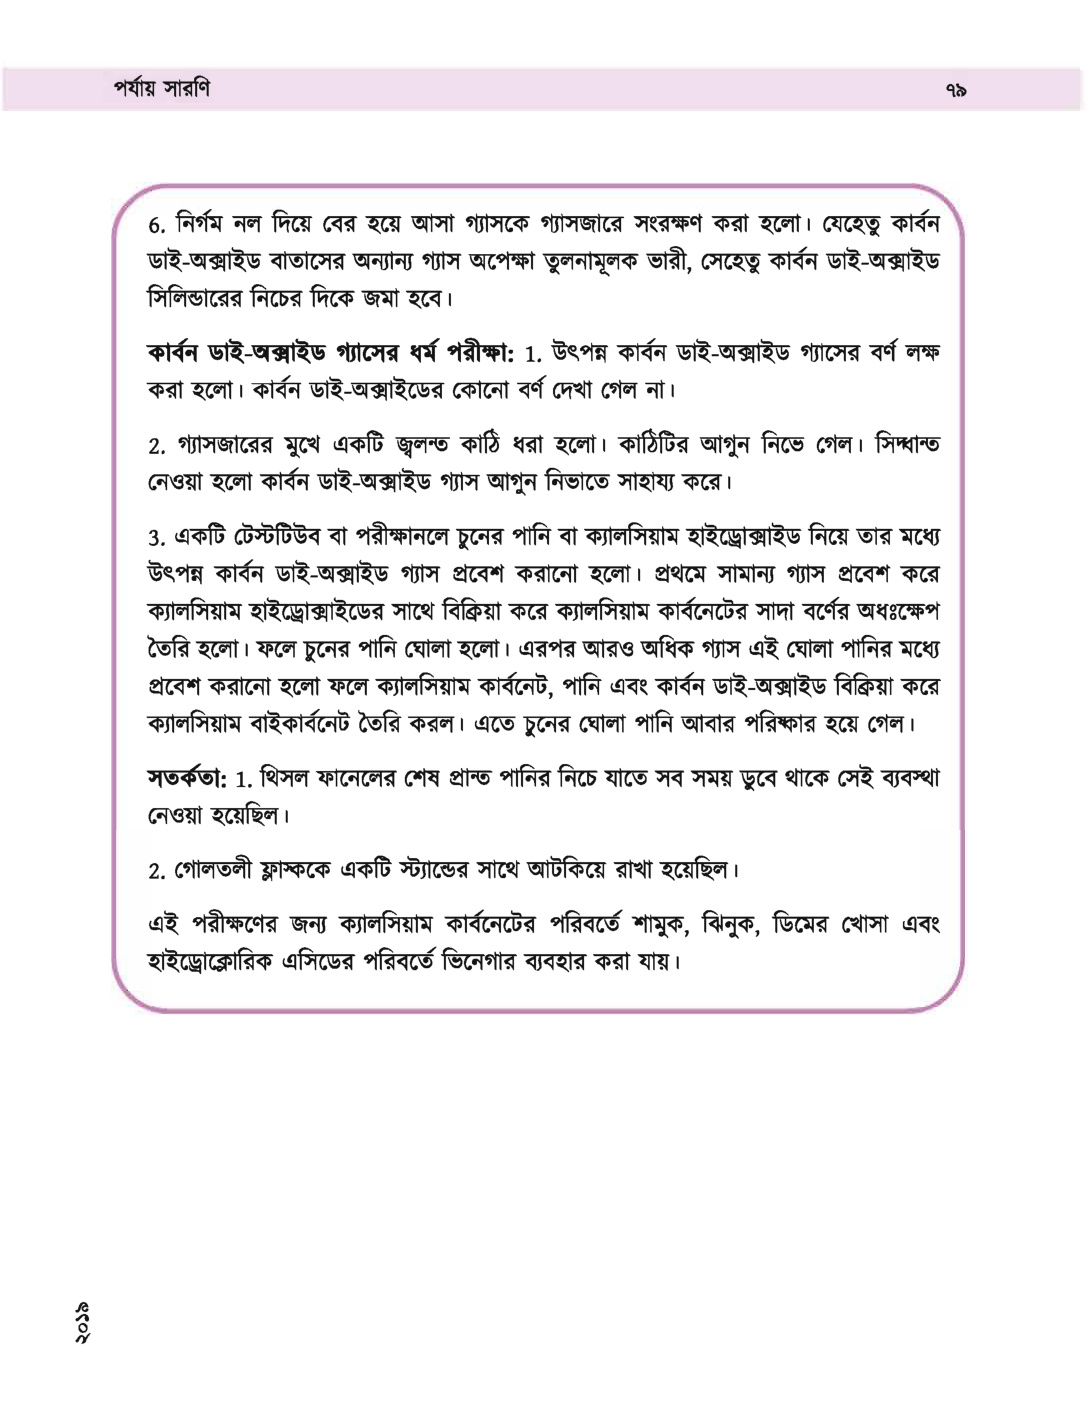 পর্যায় সারণি ৭৯
6. নির্গম নল দিয়ে বের হয়ে আসা গ্যাসকে গ্যাসজারে সংরক্ষণ করা হলো। যেহেতু কার্বন
ডাই-অক্সাইড বাতাসের অন্যান্য গ্যাস অপেক্ষা তুলনামূলক ভারী, সেহেতু কার্বন ডাই-অক্সাইড
সিলিন্ডারের নিচের দিকে জমা হবে।
কার্বন ডাই-অক্সাইড গ্যাসের ধর্ম পরীক্ষা: 1. উৎপন্ন কার্বন ডাই-অক্সাইড গ্যাসের বর্ণ লক্ষ
করা হলো। কার্বন ডাই-অক্সাইডের কোনো বর্ণ দেখা গেল না।
2. গ্যাসজারের মুখে একটি জ্বলন্ত কাঠি ধরা হলো। কাঠিটির আগুন নিভে গেল। সিদ্ধান্ত
নেওয়া হলো কার্বন ডাই-অক্সাইড গ্যাস আগুন নিভাতে সাহায্য করে।
3. একটি টেস্টটিউব বা পরীক্ষানলে চুনের পানি বা ক্যালসিয়াম হাইড্রোক্সাইড নিয়ে তার মধ্যে
উৎপন্ন কার্বন ডাই-অক্সাইড গ্যাস প্রবেশ করানো হলো। প্রথমে সামান্য গ্যাস প্রবেশ করে
ক্যালসিয়াম হাইড্রোক্সাইডের সাথে বিক্রিয়া করে ক্যালসিয়াম কার্বনেটের সাদা বর্ণের অধঃক্ষেপ
তৈরি হলো। ফলে চুনের পানি ঘোলা হলো। এরপর আরও অধিক গ্যাস এই ঘোলা পানির মধ্যে
প্রবেশ করানো হলো ফলে ক্যালসিয়াম কার্বনেট, পানি এবং কার্বন ডাই-অক্সাইড বিক্রিয়া করে
ক্যালসিয়াম বাইকার্বনেট তৈরি করল। এতে চুনের ঘোলা পানি আবার পরিষ্কার হয়ে গেল।
সতর্কতা: 1. থিসল ফানেলের শেষ প্রান্ত পানির নিচে যাতে সব সময় ডুবে থাকে সেই ব্যবস্থা
নেওয়া হয়েছিল।
2. গোলতলী ফ্লাস্ককে একটি স্ট্যান্ডের সাথে আটকিয়ে রাখা হয়েছিল।
এই পরীক্ষণের জন্য ক্যালসিয়াম কার্বনেটের পরিবর্তে শামুক, ঝিনুক, ডিমের খোসা এবং
হাইড্রোক্লোরিক এসিডের পরিবর্তে ভিনেগার ব্যবহার করা যায়।
২০১৯